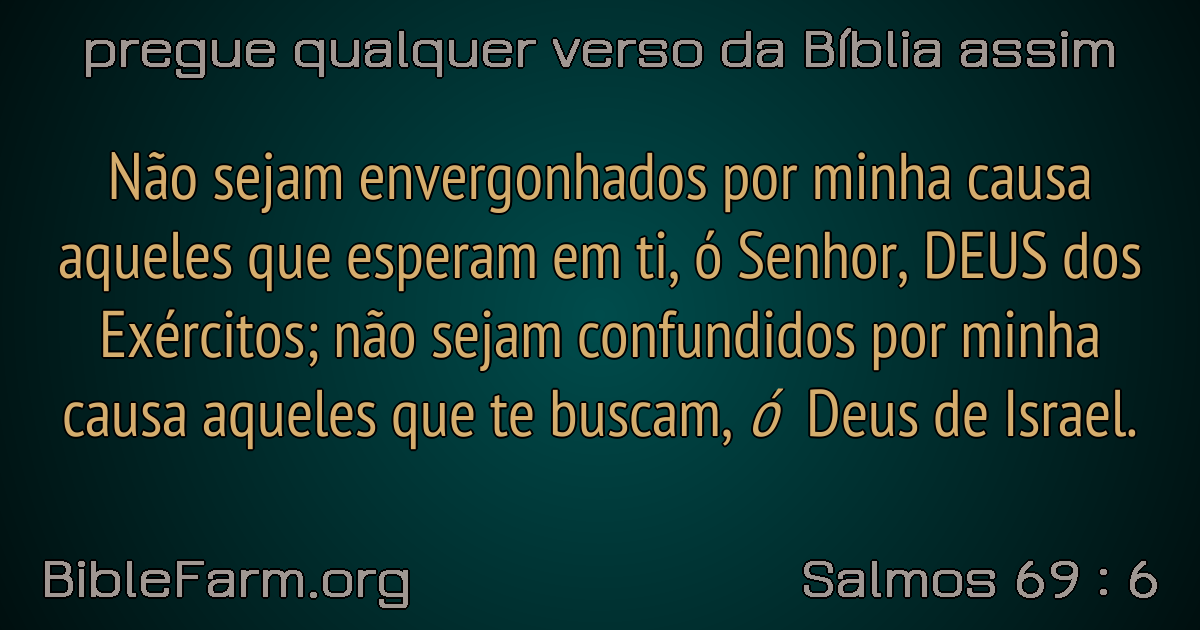 pregue qualquer verso da Bíblia assim
Não sejam envergonhados por minha causa
aqueles que esperam em ti, ó Senhor, DEUS dos
Exércitos; não sejam confundidos por minha
causa aqueles que te buscam, ó Deus de Israel.
BibleFarm.org
Salmos 69 : 6